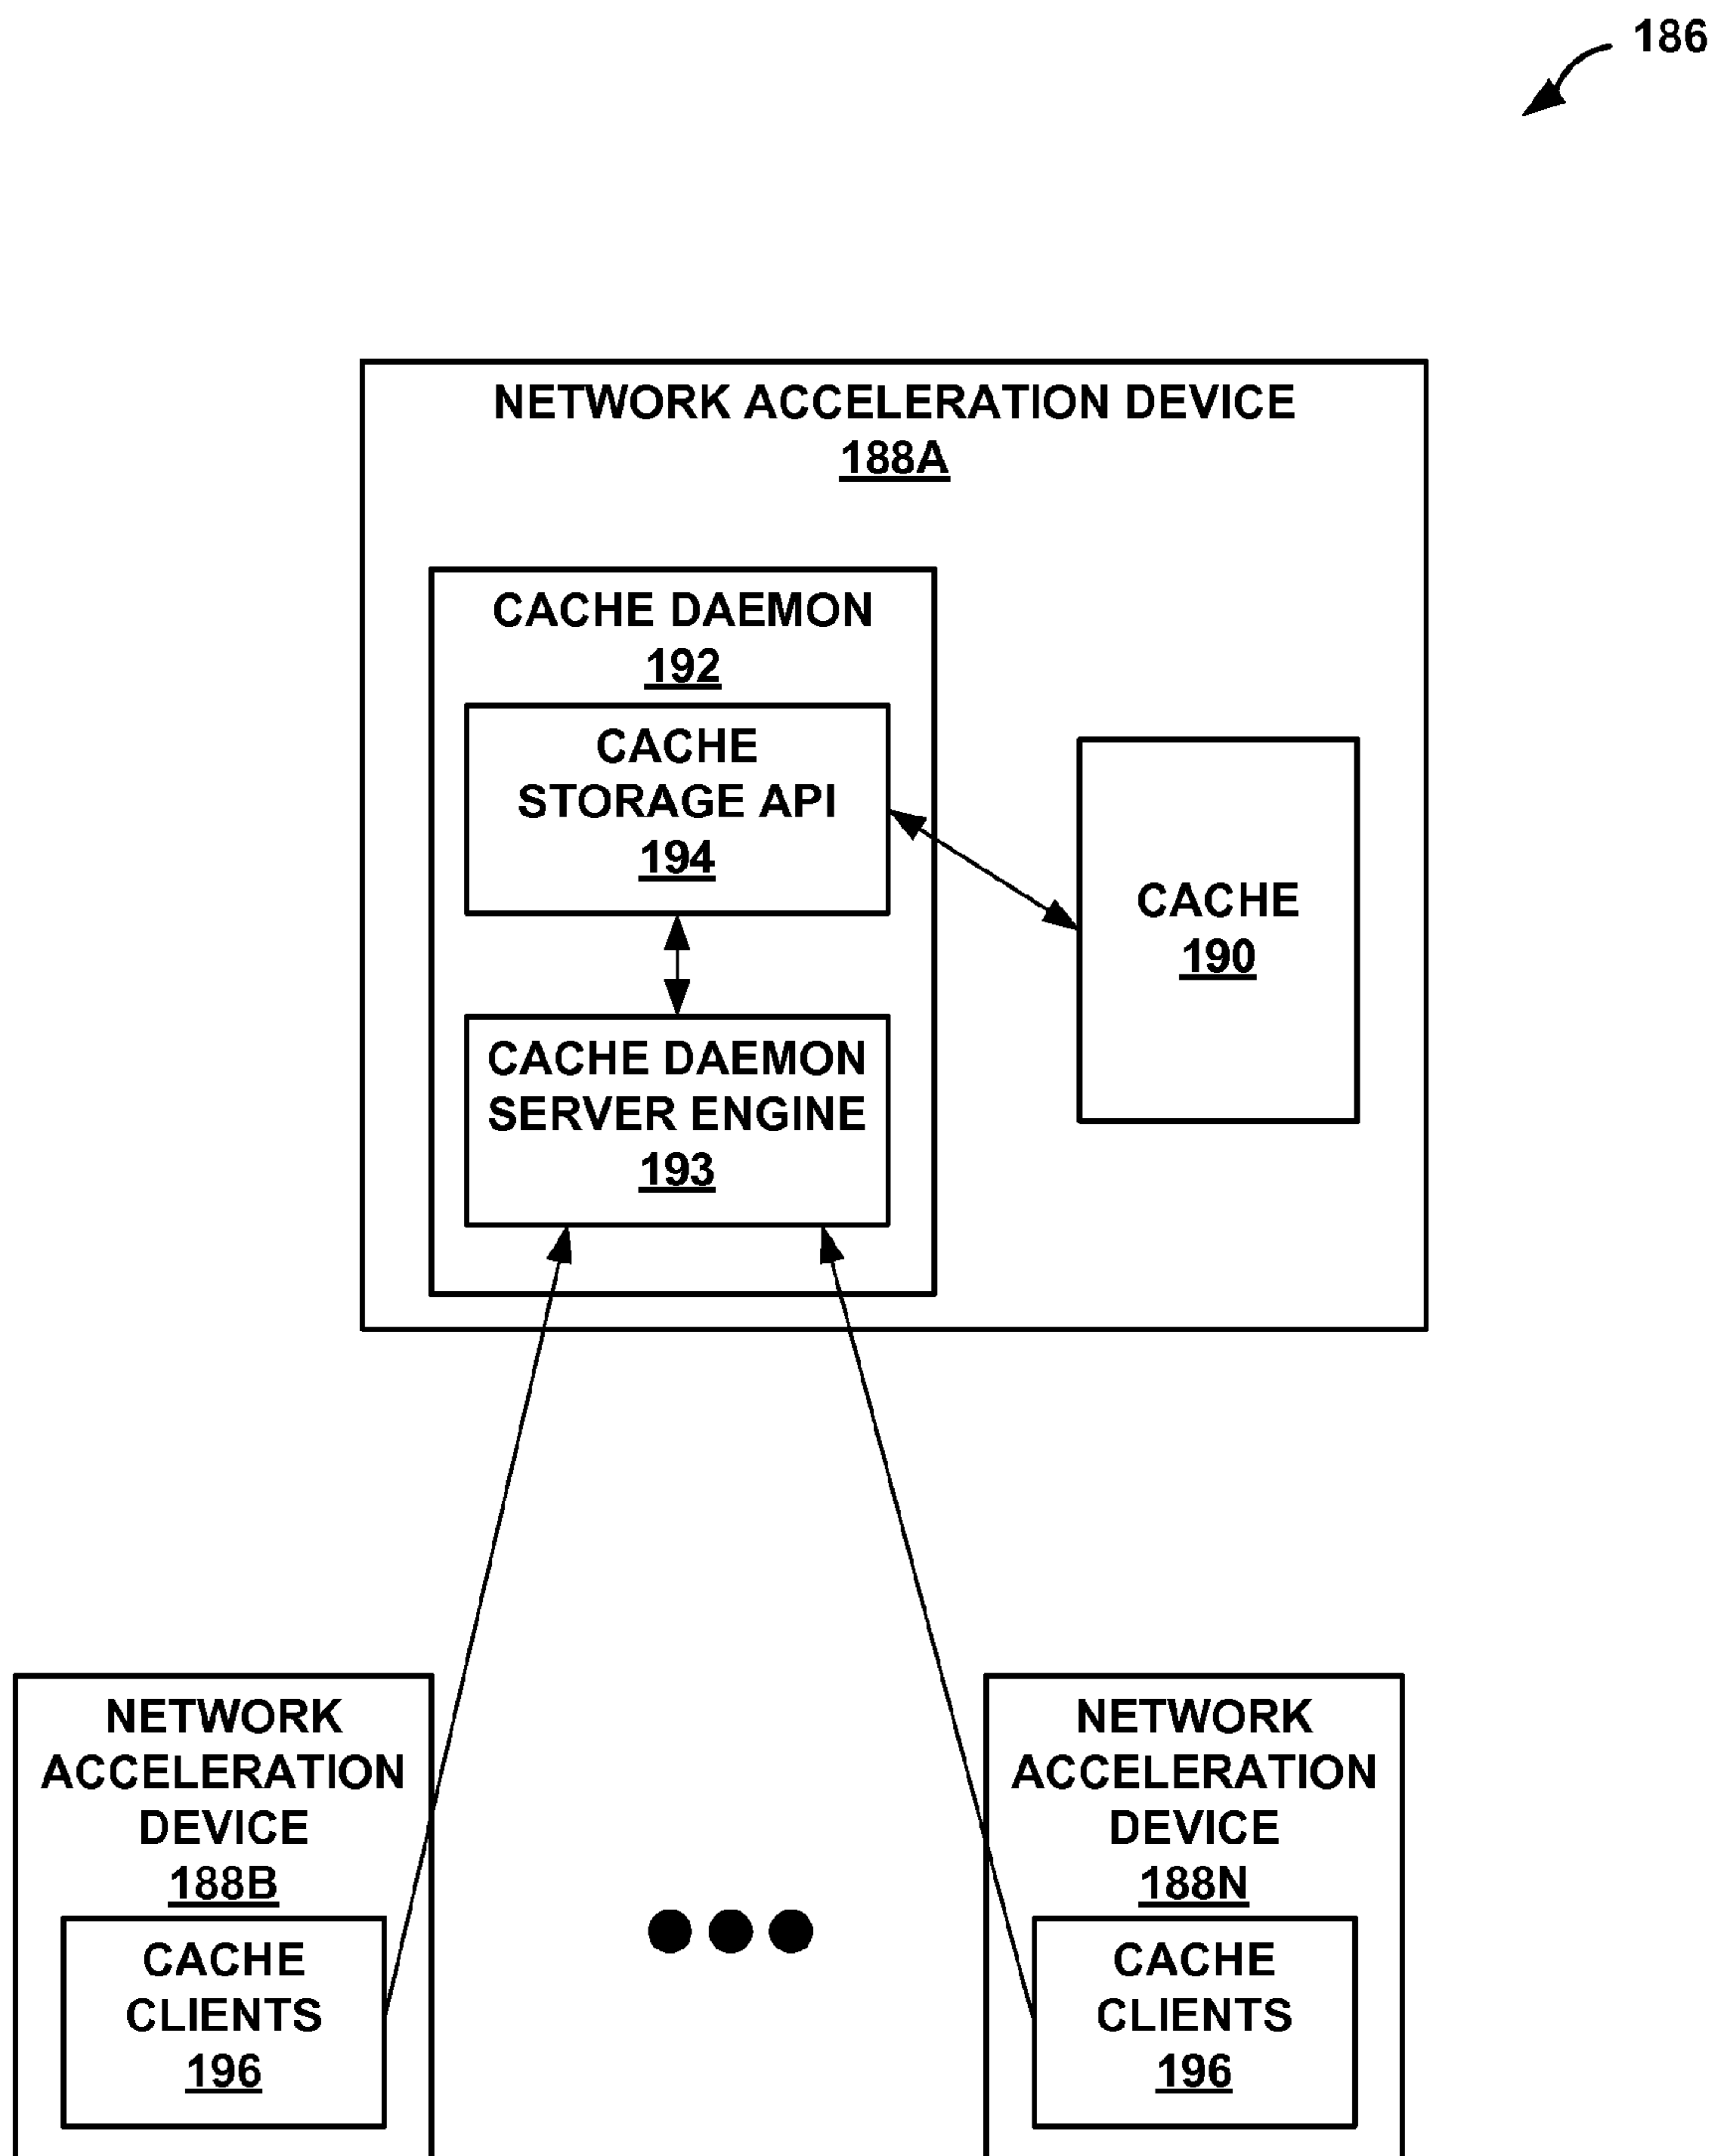 186
NETWORK ACCELERATION DEVICE
188A
CACHE DAEMON
192
CACHE
STORAGE API
194
CACHE
190
CACHE DAEMON
SERVER ENGINE
193
NETWORK
ACCELERATION
DEVICE
188B
CACHE
CLIENTS
196
NETWORK
ACCELERATION
DEVICE
188N
CACHE
CLIENTS
196